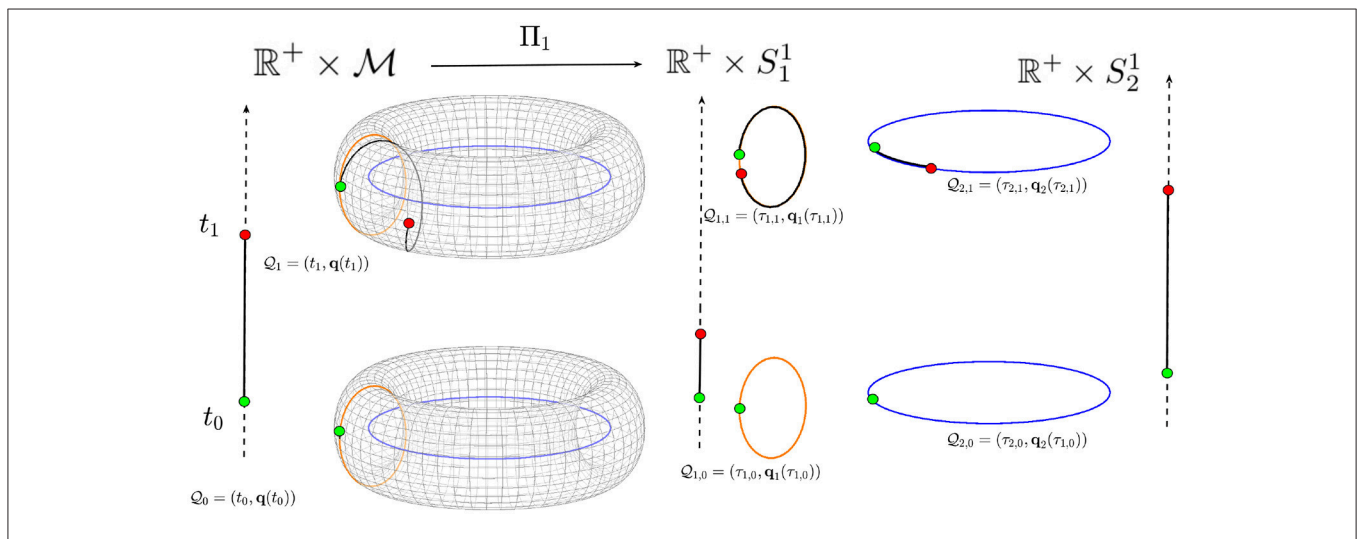 Π₁
ℝ⁺ × ℳ
ℝ⁺ × S₁¹
ℝ⁺ × S₂¹
t₁
𝒬₁ = (t₁, 𝐪(t₁))
𝒬₁,₁ = (τ₁,₁, 𝐪₁(τ₁,₁))
𝒬₂,₁ = (τ₂,₁, 𝐪₂(τ₂,₁))
t₀
𝒬₀ = (t₀, 𝐪(t₀))
𝒬₁,₀ = (τ₁,₀, 𝐪₁(τ₁,₀))
𝒬₂,₀ = (τ₂,₀, 𝐪₂(τ₁,₀))